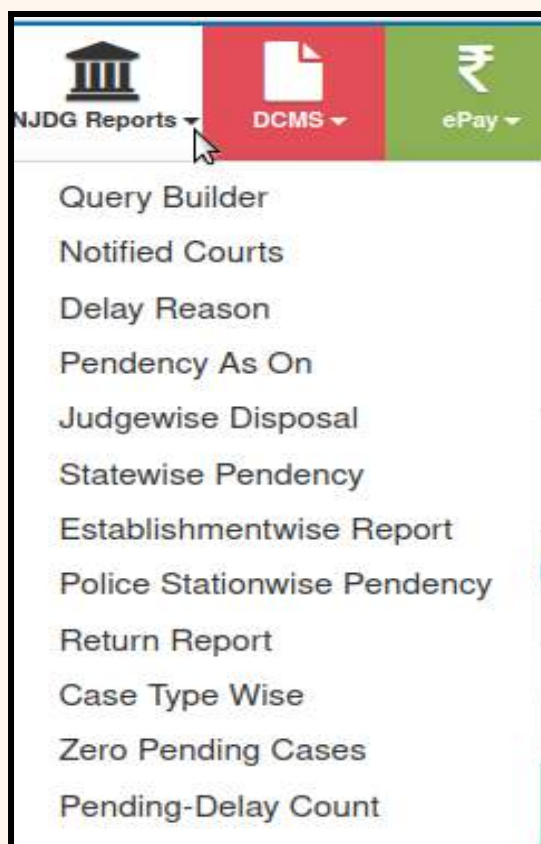 NJDG Reports
DCMS
₹
ePay
Query Builder
Notified Courts
Delay Reason
Pendency As On
Judgewise Disposal
Statewise Pendency
Establishmentwise Report
Police Stationwise Pendency
Return Report
Case Type Wise
Zero Pending Cases
Pending-Delay Count